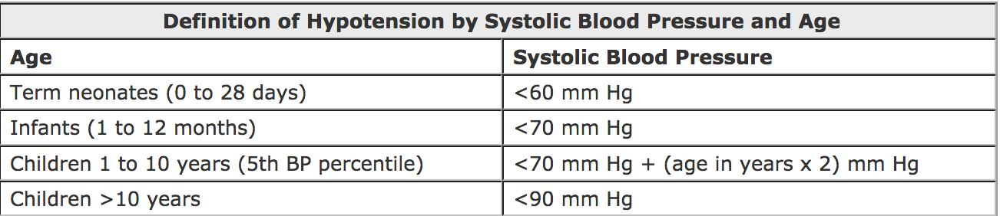 Definition of Hypotension by Systolic Blood Pressure and Age
Age Systolic Blood Pressure
Term neonates (0 to 28 days) <60 mm Hg
Infants (1 to 12 months) <70 mm Hg
Children 1 to 10 years (5th BP percentile) <70 mm Hg + (age in years x 2) mm Hg
Children >10 years <90 mm Hg